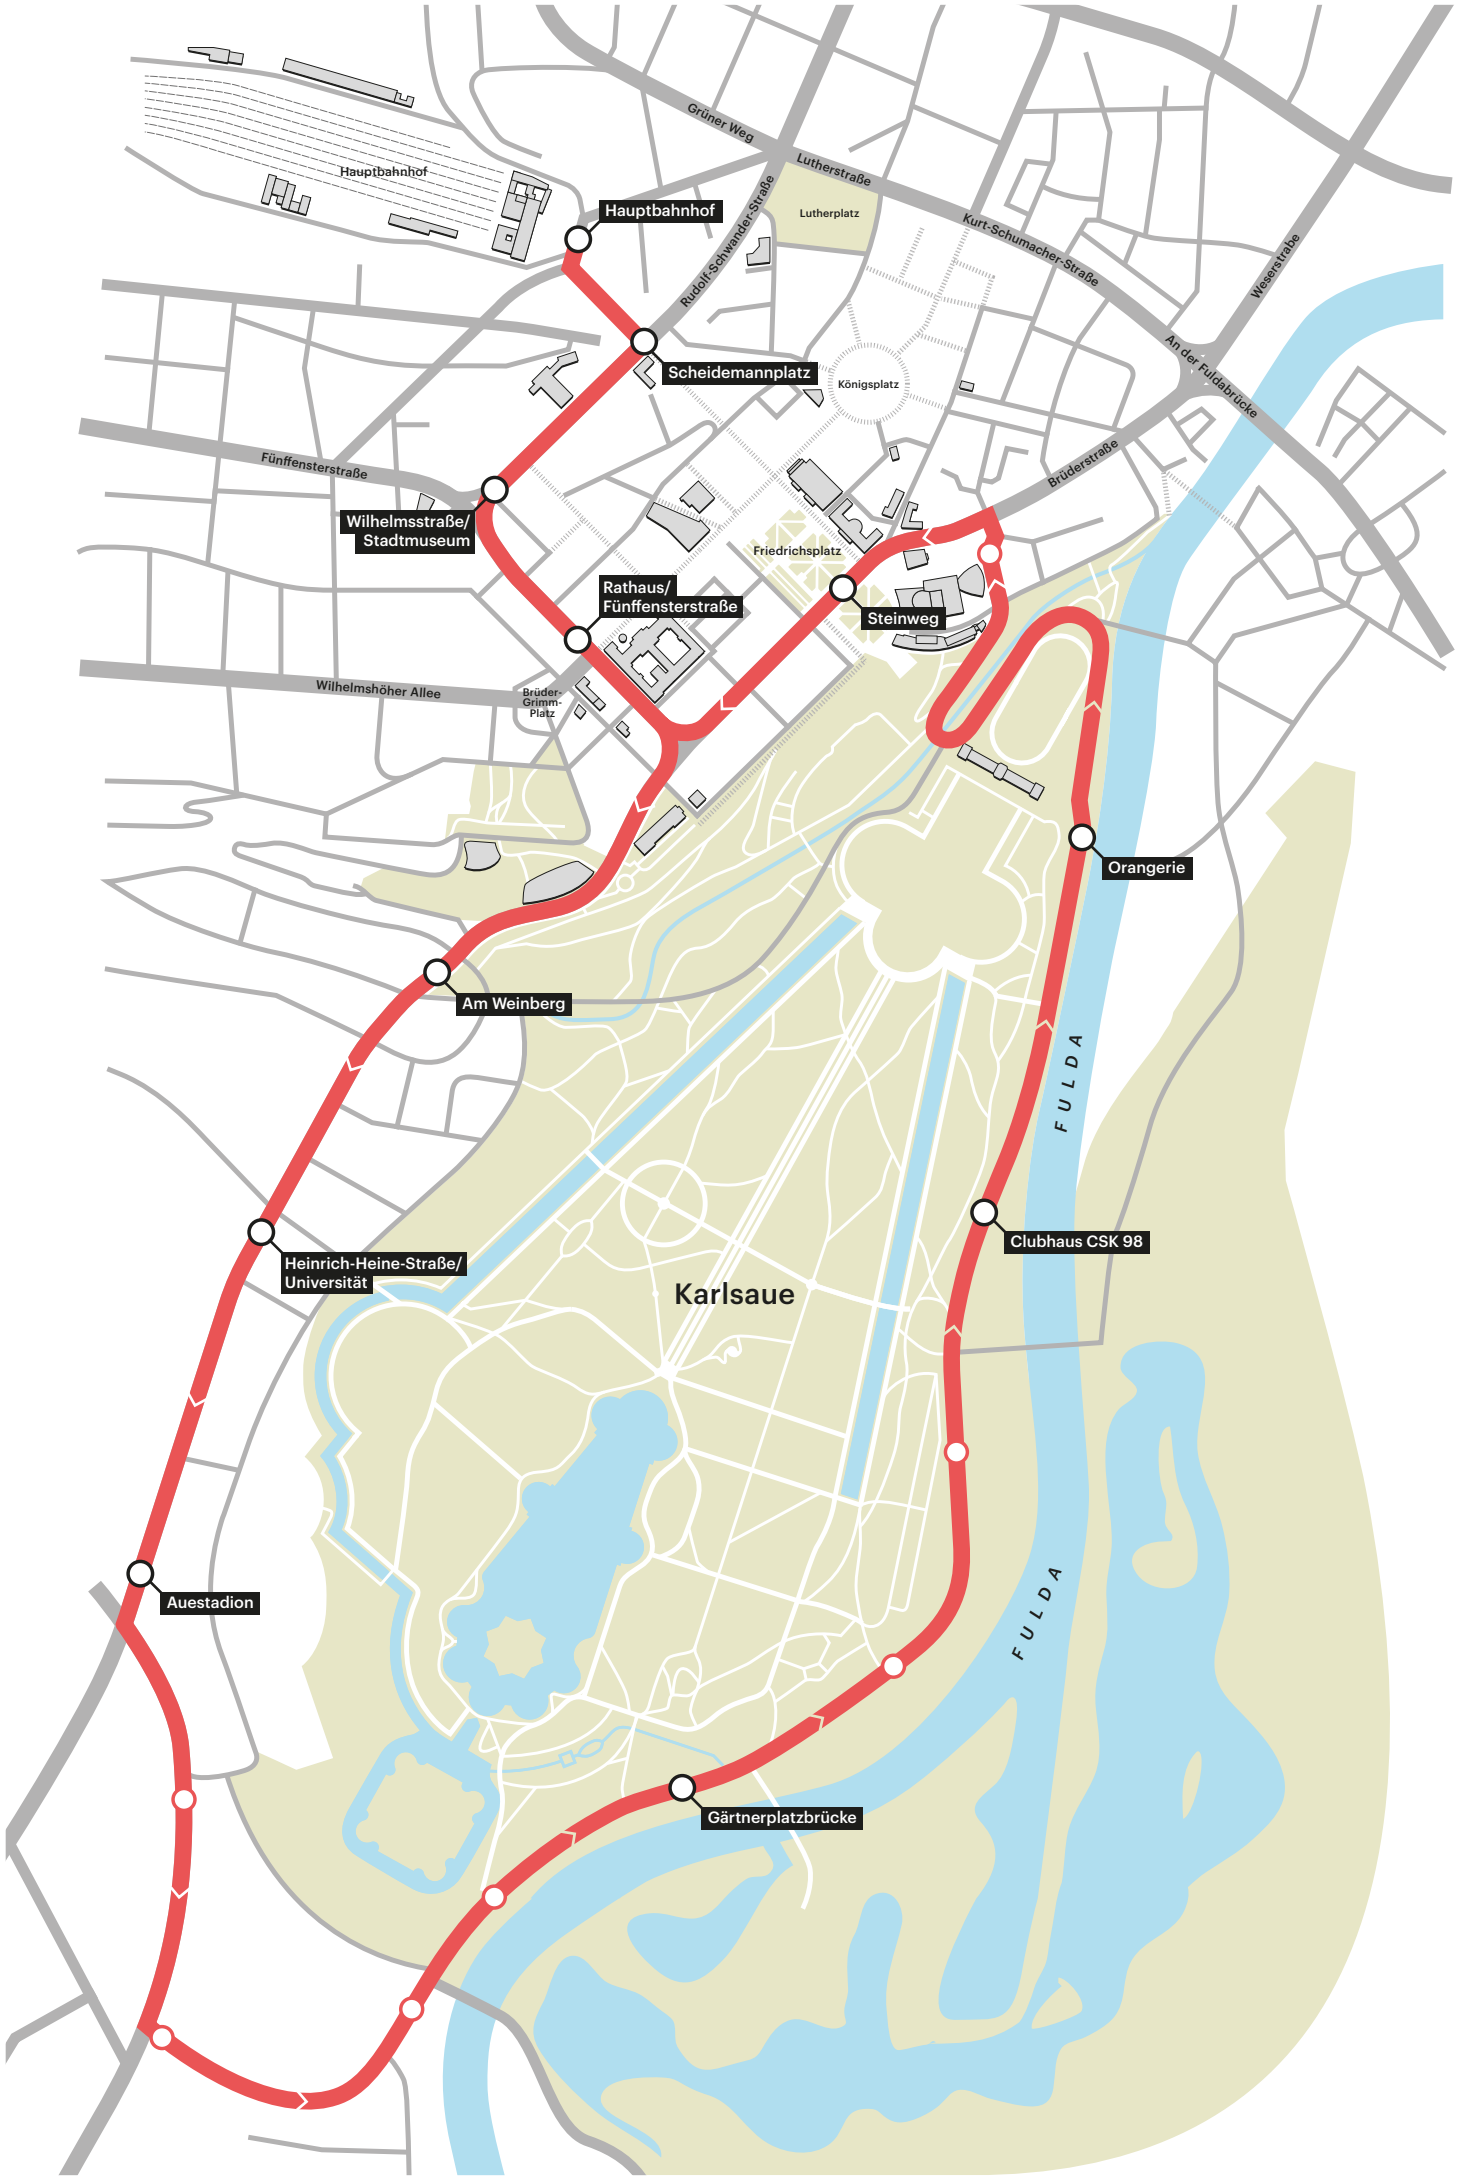 Grüner Weg
Lutherstraße
Hauptbahnhof
Hauptbahnhof
Lutherplatz
Rudolf-Schwander-Straße
Kurt-Schumacher-Straße
Weserstrabe
Scheidemannplatz
Königsplatz
An der Fuldabrücke
Fünffensterstraße
Brüderstraße
Wilhelmsstraße/
Stadtmuseum
Friedrichsplatz
Rathaus/
Fünffensterstraße
Steinweg
Wilhelmshöher Allee
Brüder-
Grimm-
Platz
Orangerie
Am Weinberg
FULDA
Clubhaus CSK 98
Heinrich-Heine-Straße/
Universität
Karlsaue
Auestadion
FULDA
Gärtnerplatzbrücke